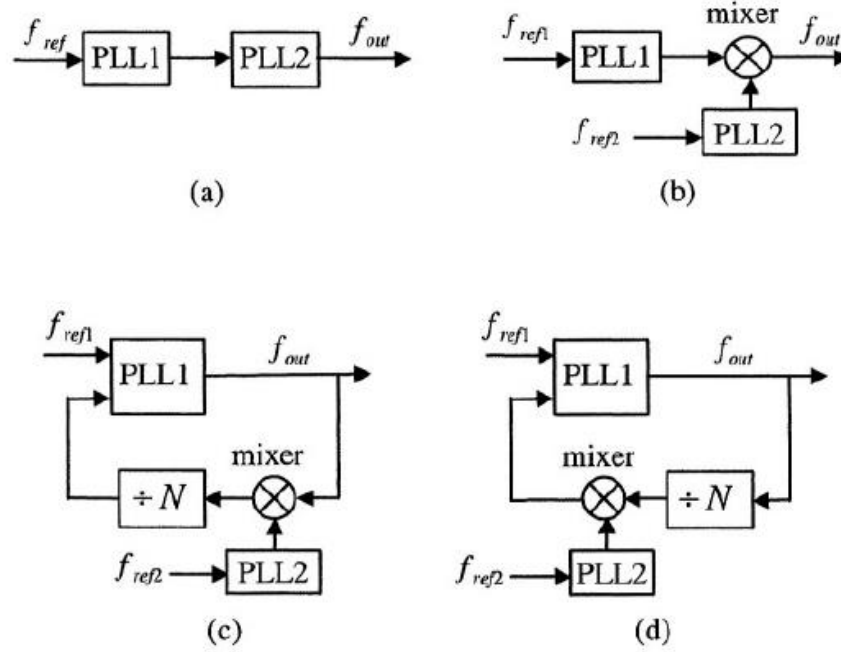 f_ref PLL1 PLL2 f_out
(a)
mixer
f_ref1 PLL1 f_out
f_ref2 PLL2
(b)
f_ref1 PLL1 f_out
mixer
÷ N
f_ref2 PLL2
(c)
f_ref1 PLL1 f_out
mixer
÷ N
f_ref2 PLL2
(d)